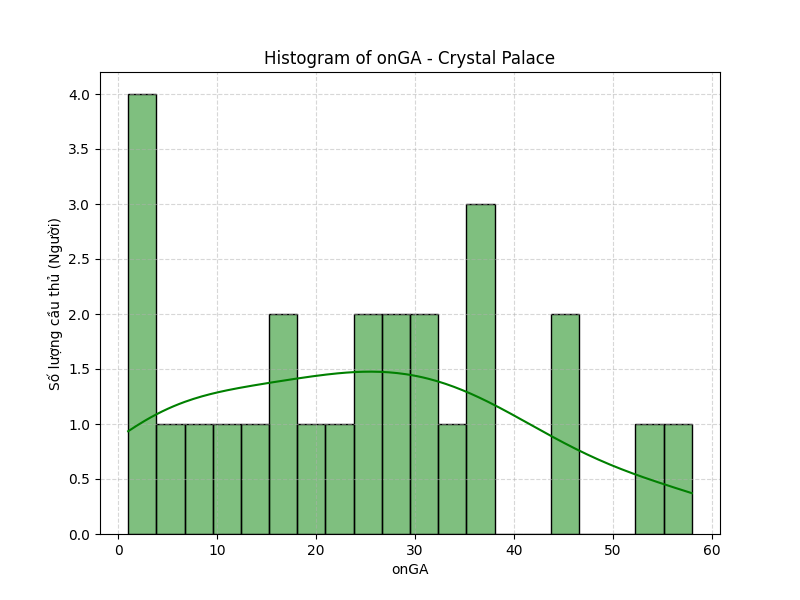 Histogram of onGA - Crystal Palace
Số lượng cầu thủ (Người)
4.0
3.5
3.0
2.5
2.0
1.5
1.0
0.5
0.0
0 10 20 30 40 50 60
onGA